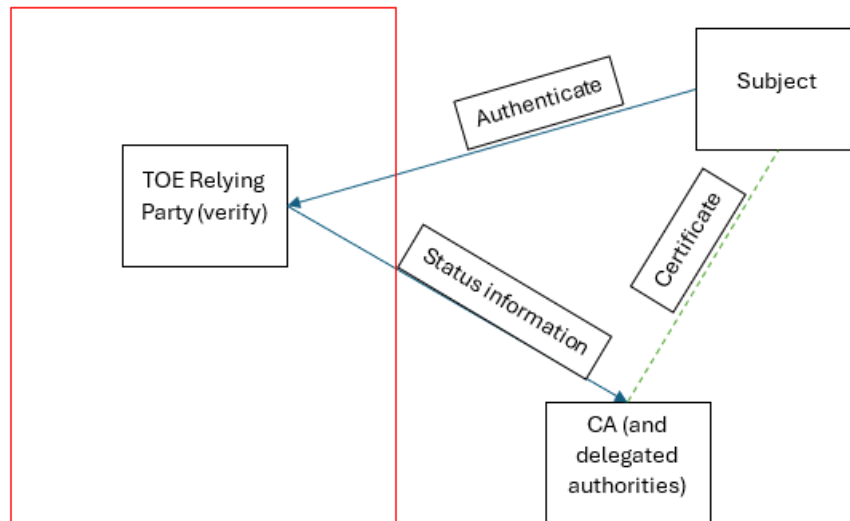 Subject
Authenticate
TOE Relying
Party (verify)
Certificate
Status information
CA (and
delegated
authorities)